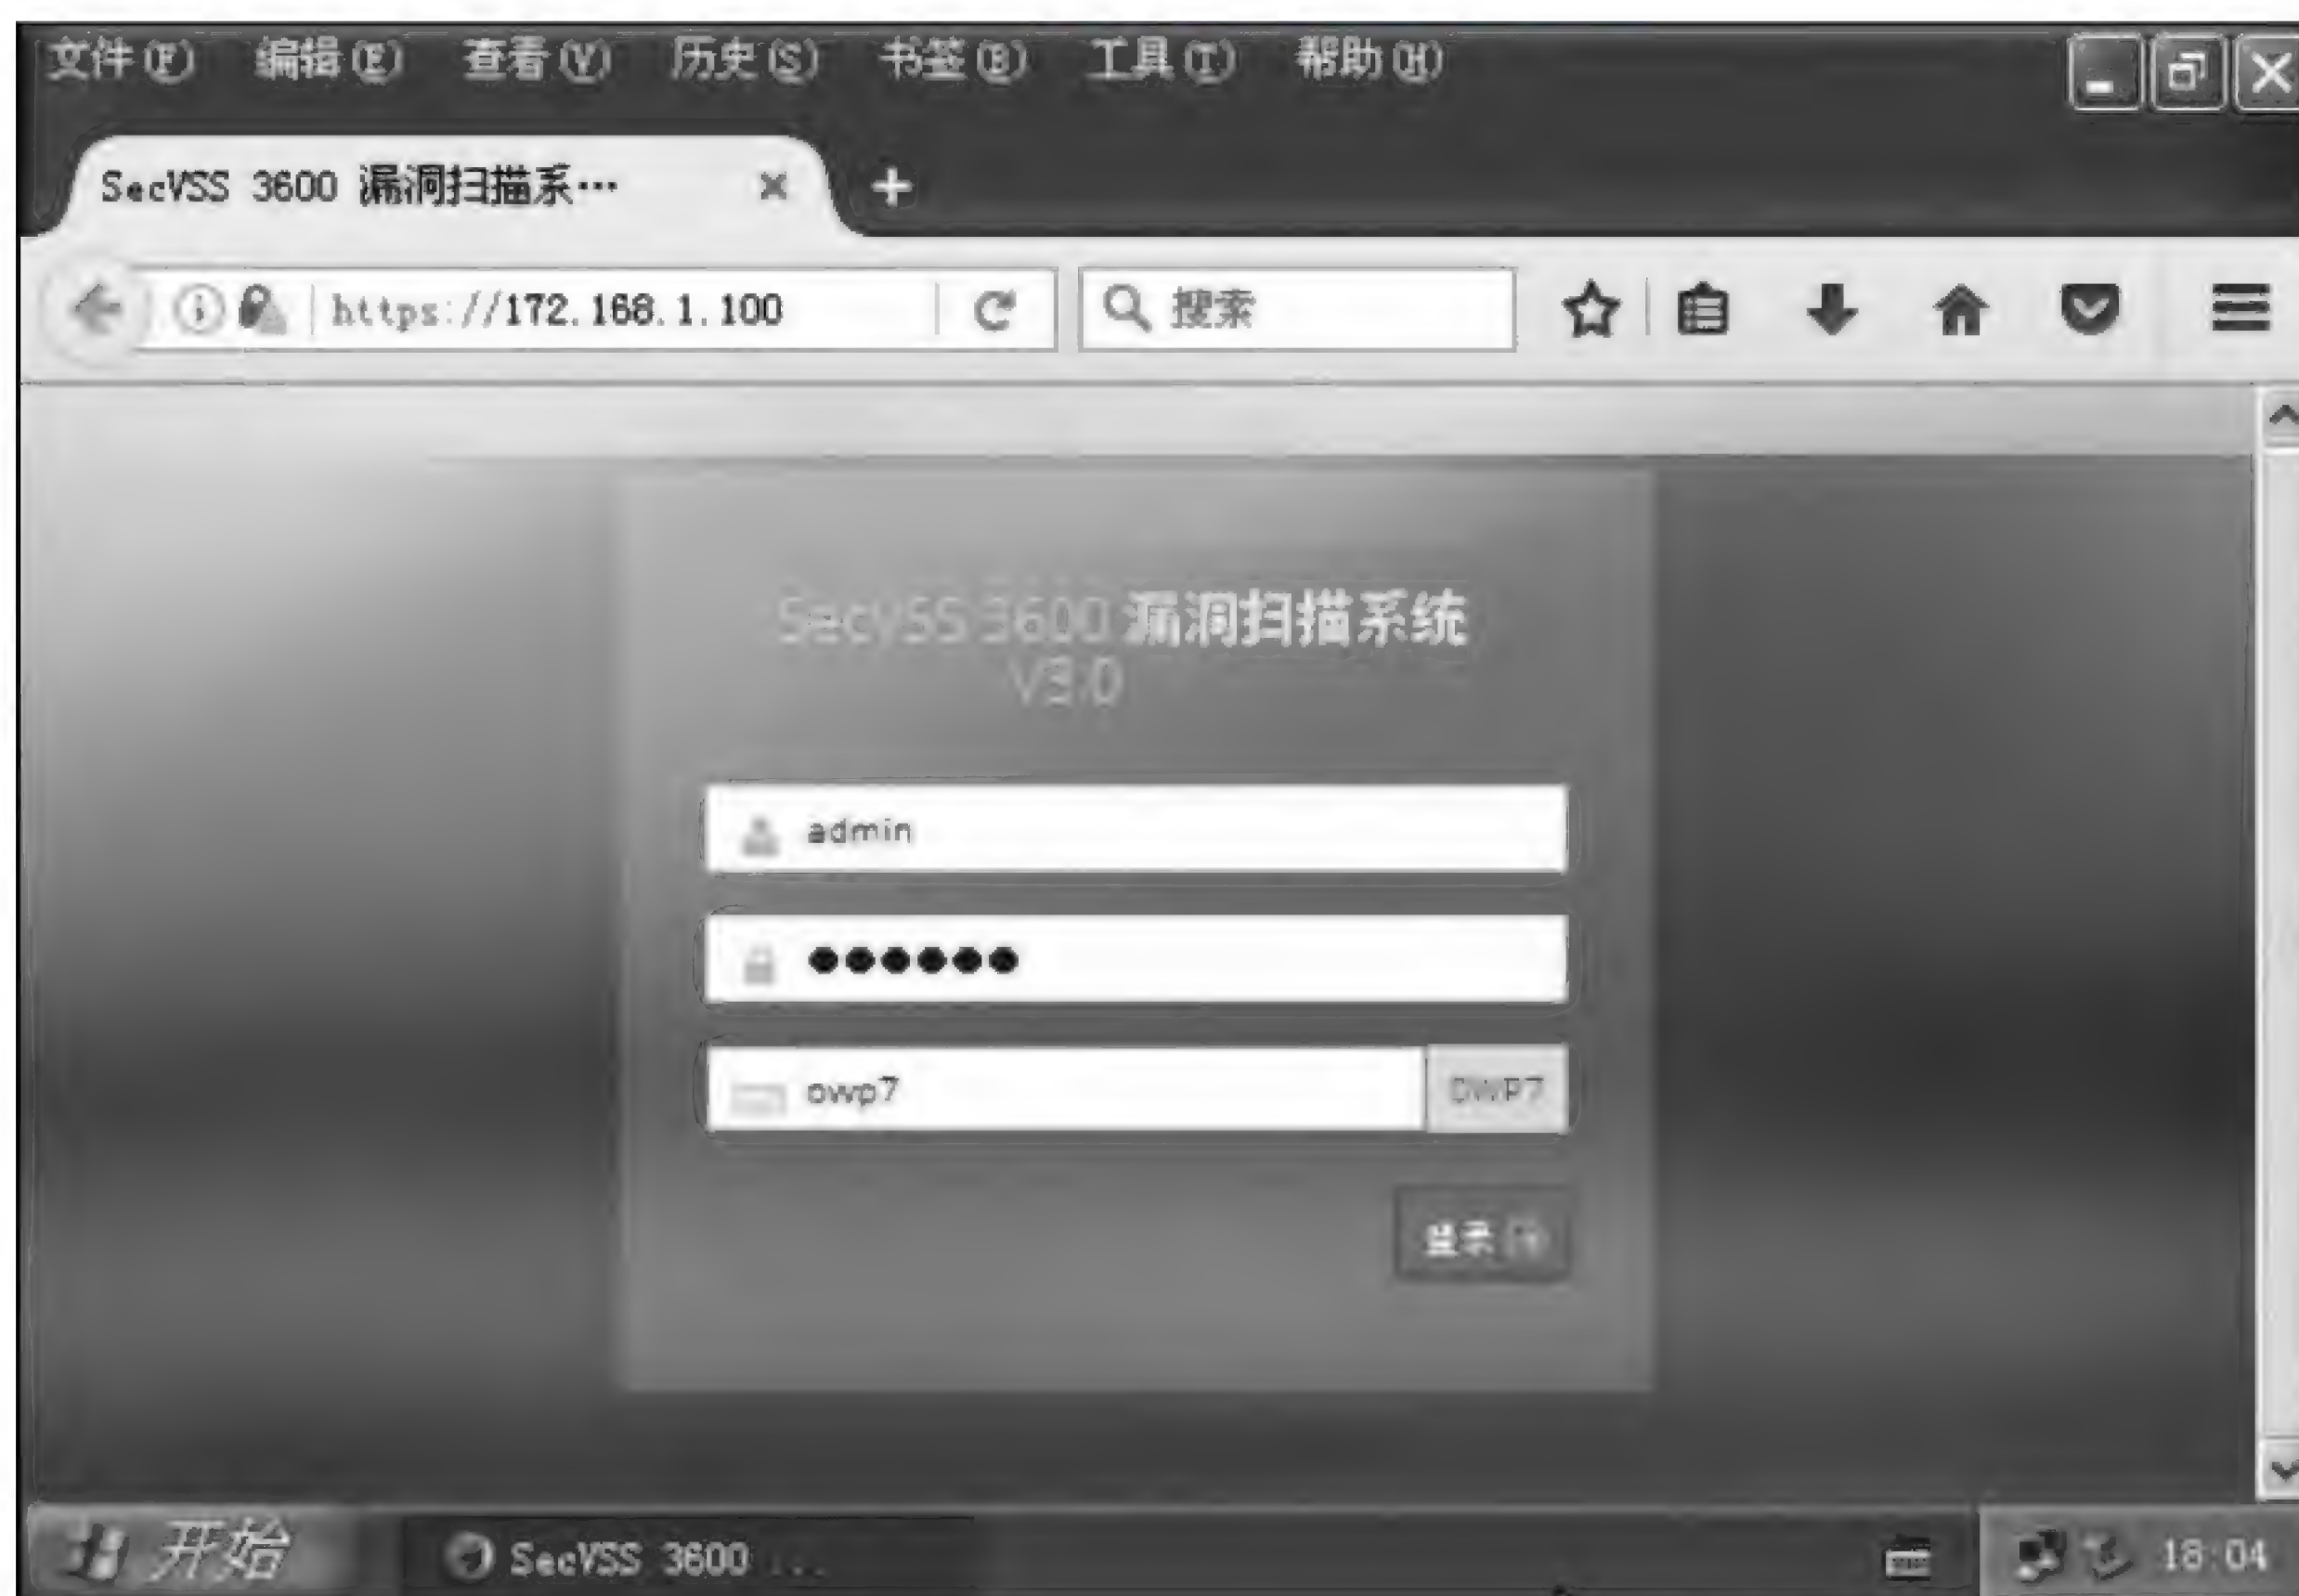 文件(F) 编辑(E) 查看(V) 历史(S) 书签(B) 工具(T) 帮助(H)
SecVSS 3600 漏洞扫描系…
https://172.168.1.100
搜索
SecVSS 3600 漏洞扫描系统
V3.0
admin
●●●●●●
owp7
OWP7
登录
开始
SecVSS 3600 ...
18:04